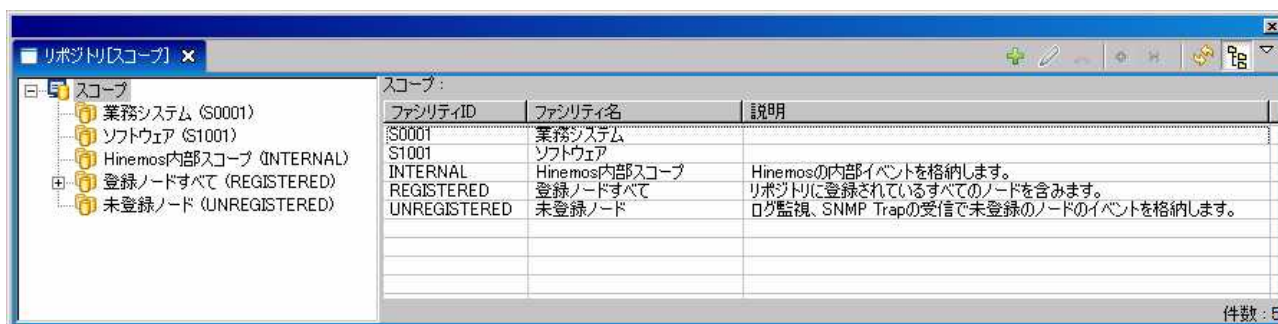 リポジトリ[スコープ]
スコープ
業務システム (S0001)
ソフトウェア (S1001)
Hinemos内部スコープ (INTERNAL)
登録ノードすべて (REGISTERED)
未登録ノード (UNREGISTERED)
スコープ :
ファシリティID ファシリティ名 説明
S0001 業務システム
S1001 ソフトウェア
INTERNAL Hinemos内部スコープ Hinemosの内部イベントを格納します。
REGISTERED 登録ノードすべて リポジトリに登録されているすべてのノードを含みます。
UNREGISTERED 未登録ノード ログ監視、SNMP Trapの受信で未登録のノードのイベントを格納します。
件数 : 5